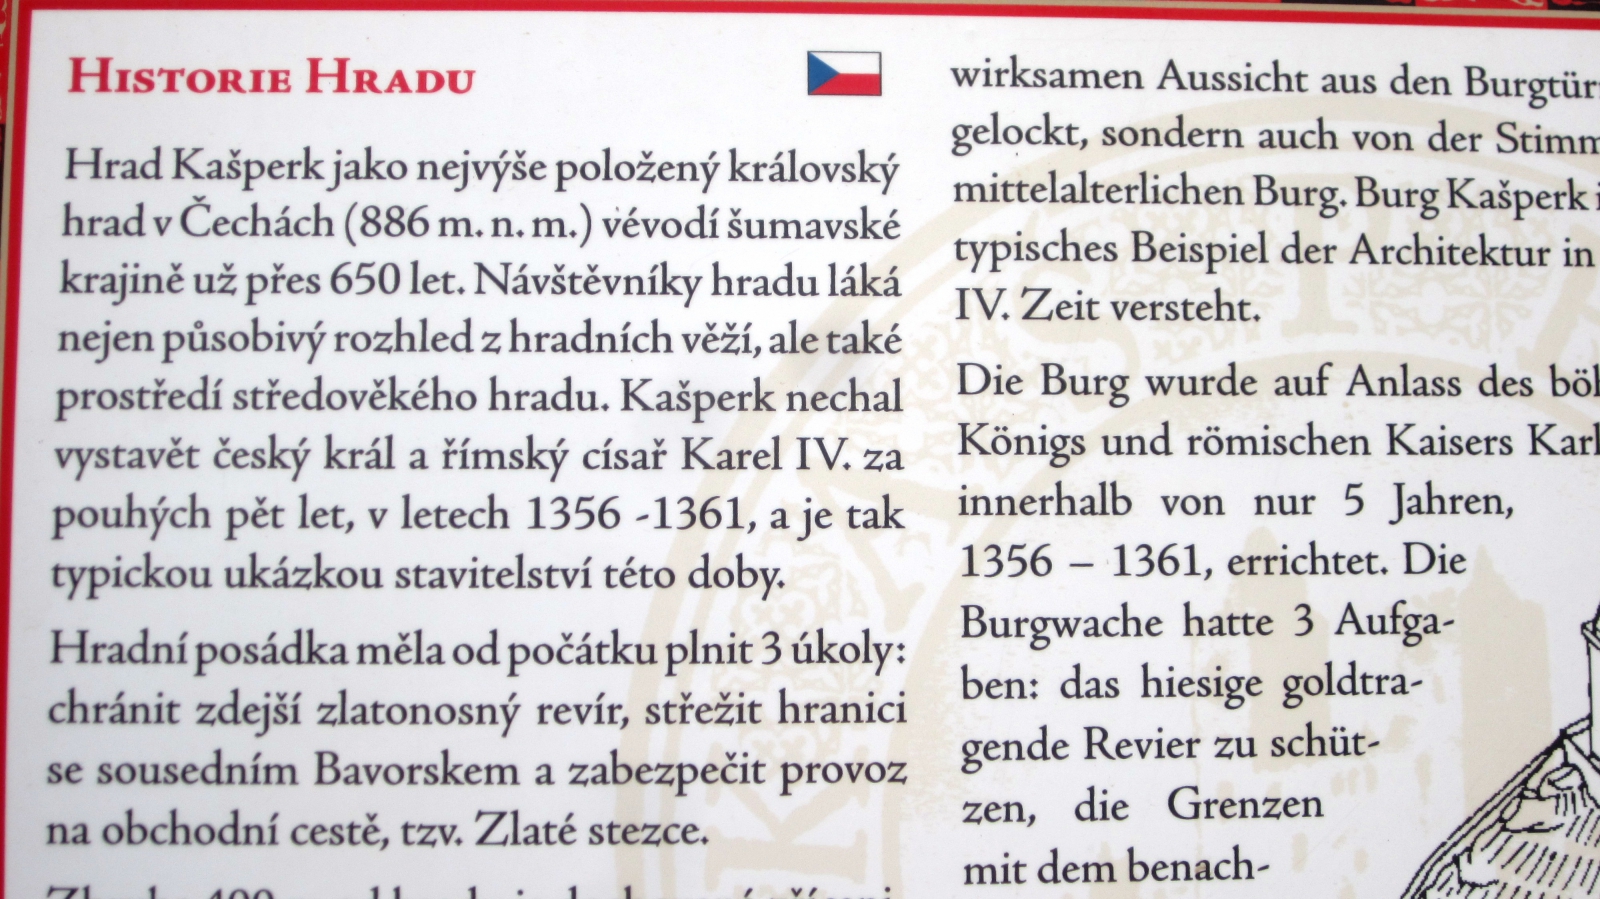 HISTORIE HRADU
Hrad Kašperk jako nejvýše položený královský
hrad v Čechách (886 m. n. m.) vévodí šumavské
krajině už přes 650 let. Návštěvníky hradu láká
nejen působivý rozhled z hradních věží, ale také
prostředí středověkého hradu. Kašperk nechal
vystavět český král a římský císař Karel IV. za
pouhých pět let, v letech 1356 -1361, a je tak
typickou ukázkou stavitelství této doby.
Hradní posádka měla od počátku plnit 3 úkoly:
chránit zdejší zlatonosný revír, střežit hranici
se sousedním Bavorskem a zabezpečit provoz
na obchodní cestě, tzv. Zlaté stezce.
wirksamen Aussicht aus den
gelockt, sondern auch von der
mittelalterlichen Burg. Burg Kašperk
typisches Beispiel der Architektur in
IV. Zeit versteht.
Die Burg wurde auf Anlass des
Königs und römischen Kaisers Karl
innerhalb von nur 5 Jahren,
1356 – 1361, errichtet. Die
Burgwache hatte 3 Aufga-
ben: das hiesige goldtra-
gende Revier zu schüt-
zen, die Grenzen
mit dem benach-